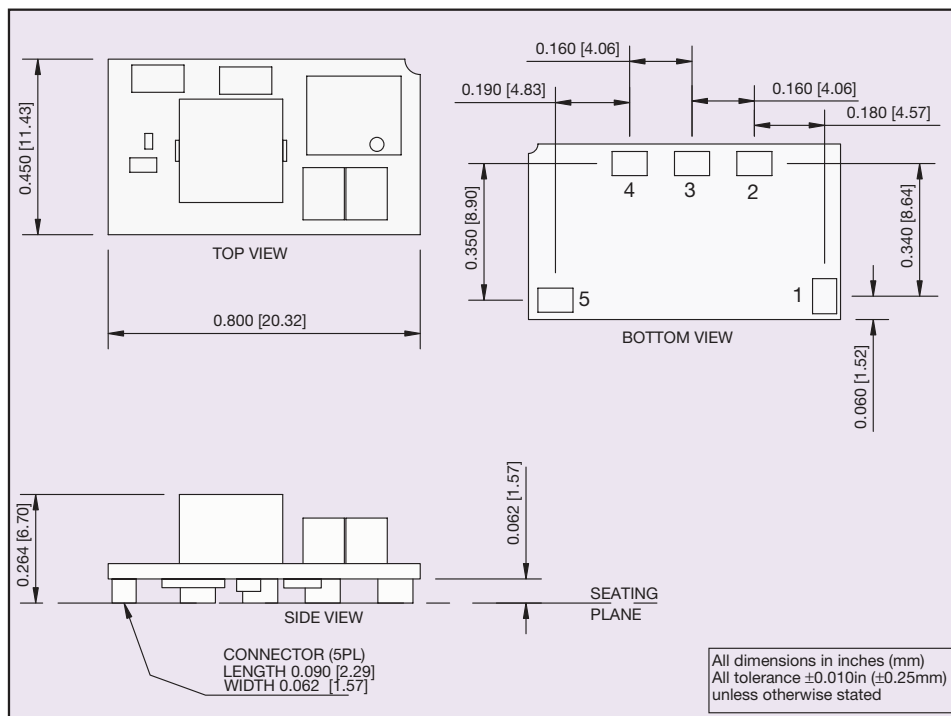 0.160 [4.06]
0.190 [4.83]
0.160 [4.06]
0.180 [4.57]
0.450 [11.43]
TOP VIEW
0.800 [20.32]
4
3
2
0.350 [8.90]
0.340 [8.64]
5
1
BOTTOM VIEW
0.060 [1.52]
0.264 [6.70]
0.062 [1.57]
SIDE VIEW
SEATING
PLANE
CONNECTOR (5PL)
LENGTH 0.090 [2.29]
WIDTH 0.062 [1.57]
All dimensions in inches (mm)
All tolerance ±0.010in (±0.25mm)
unless otherwise stated